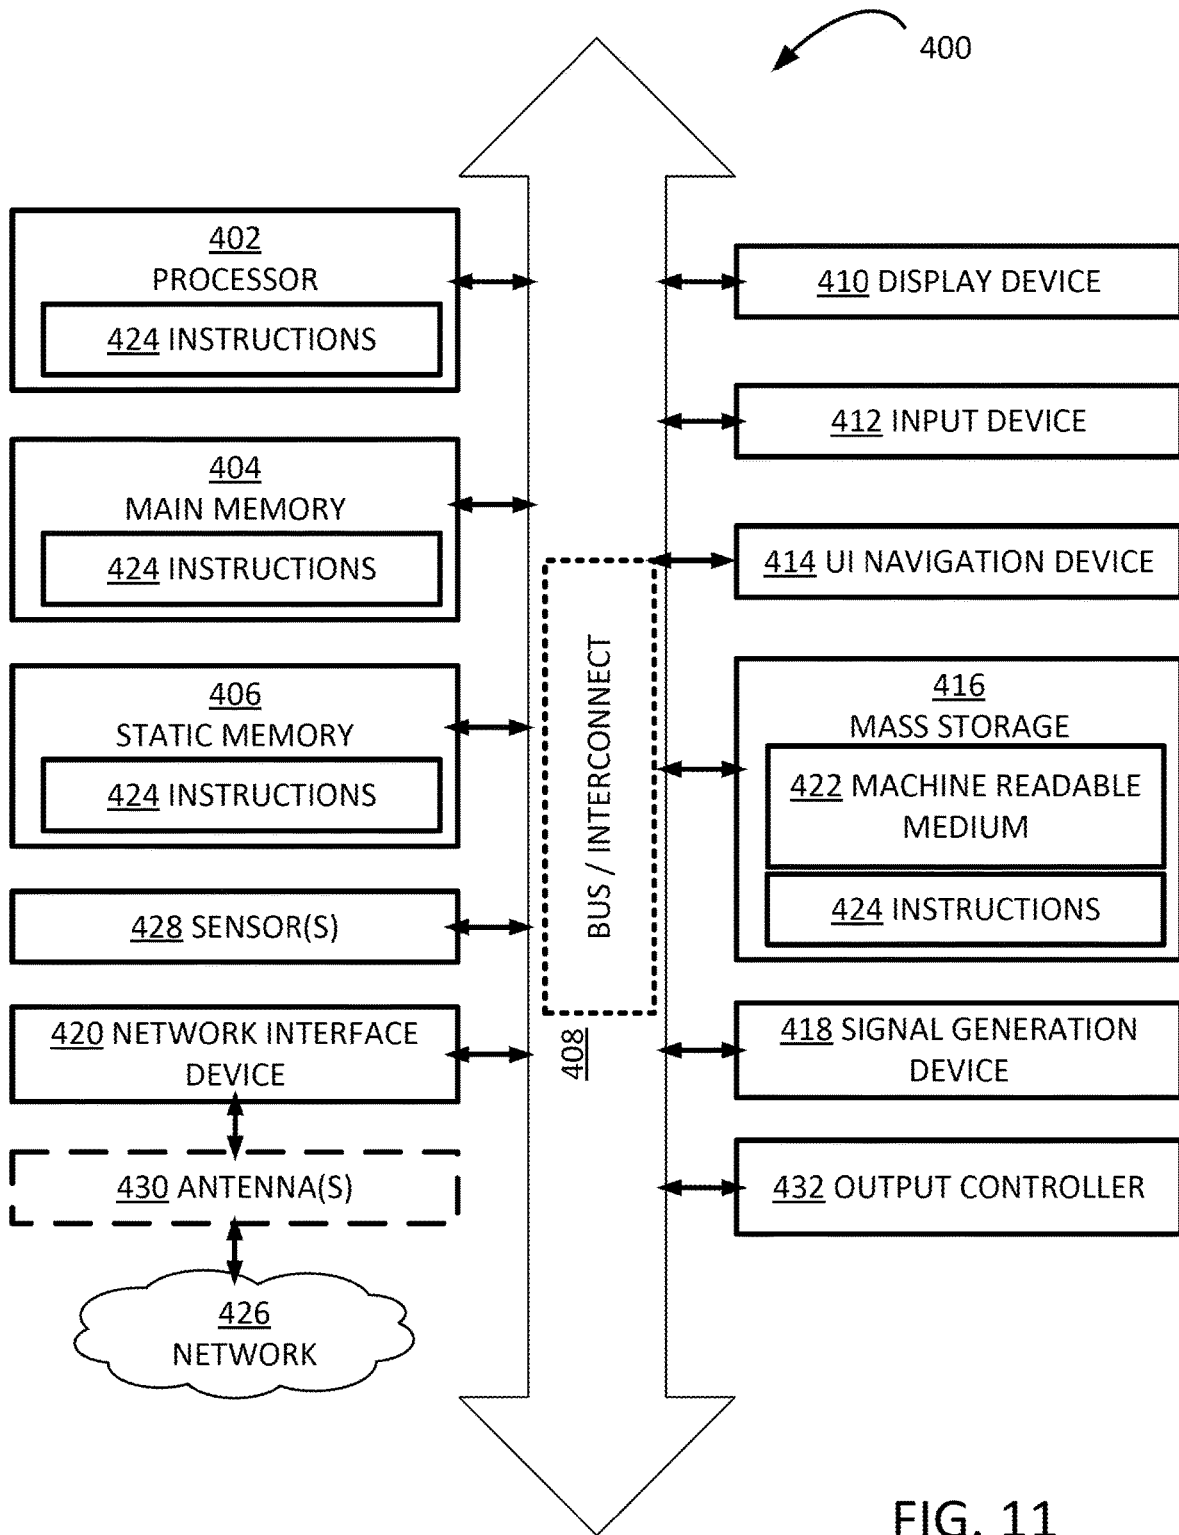 400
402
PROCESSOR
424 INSTRUCTIONS
404
MAIN MEMORY
424 INSTRUCTIONS
406
STATIC MEMORY
424 INSTRUCTIONS
428 SENSOR(S)
420 NETWORK INTERFACE
DEVICE
430 ANTENNA(S)
426
NETWORK
BUS / INTERCONNECT
408
410 DISPLAY DEVICE
412 INPUT DEVICE
414 UI NAVIGATION DEVICE
416
MASS STORAGE
422 MACHINE READABLE
MEDIUM
424 INSTRUCTIONS
418 SIGNAL GENERATION
DEVICE
432 OUTPUT CONTROLLER
FIG. 11